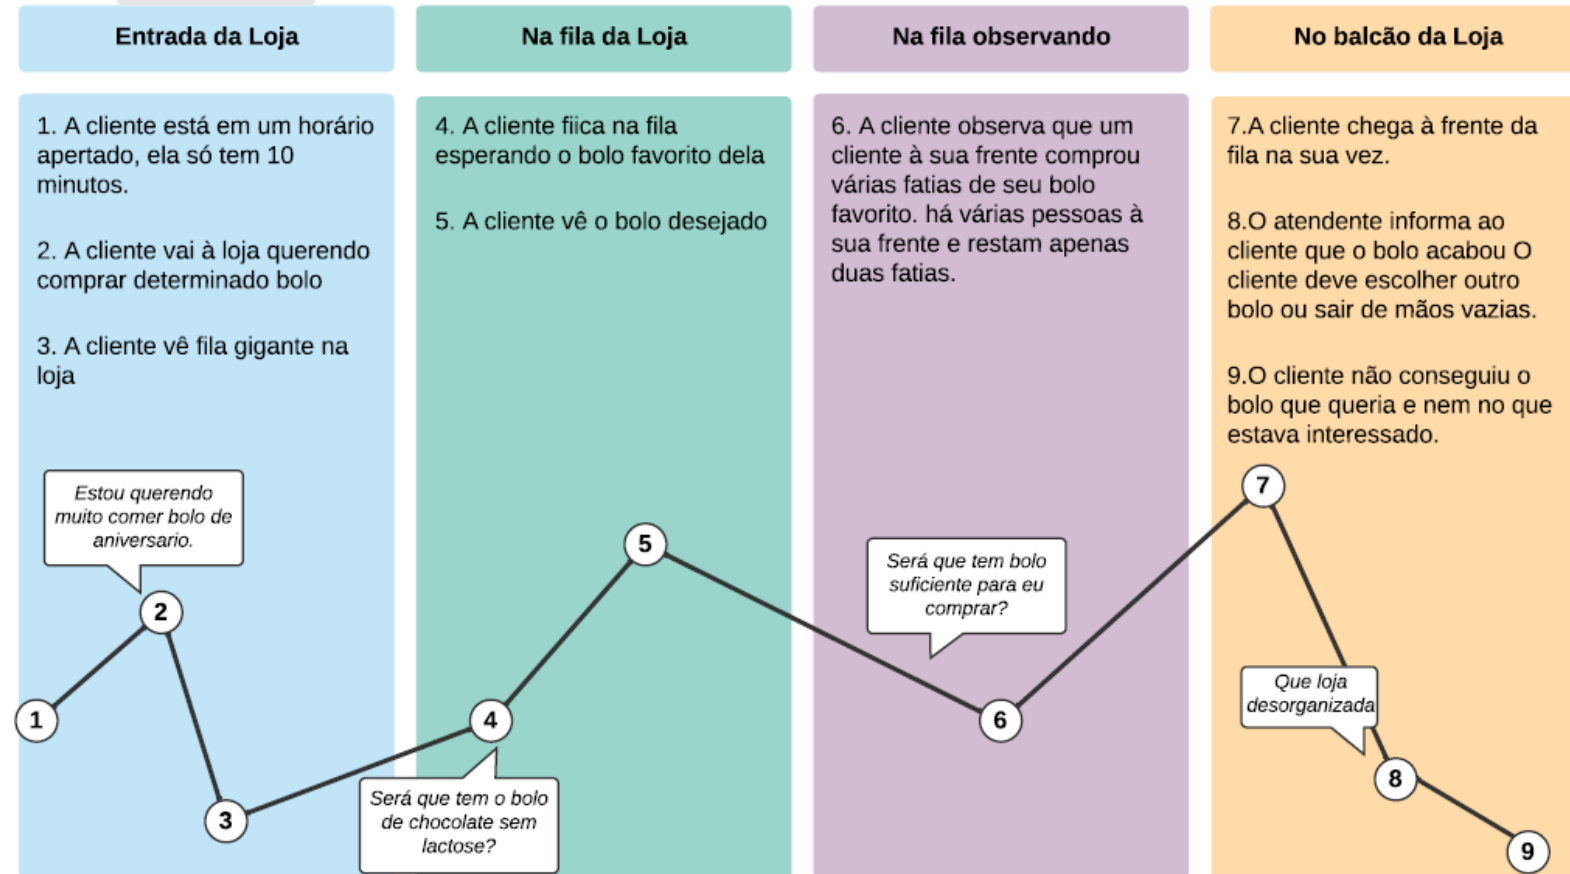 Entrada da Loja
1. A cliente está em um horário
apertado, ela só tem 10
minutos.
2. A cliente vai à loja querendo
comprar determinado bolo
3. A cliente vê fila gigante na
loja
Estou querendo
muito comer bolo de
aniversario.
1
2
3
Na fila da Loja
4. A cliente fiica na fila
esperando o bolo favorito dela
5. A cliente vê o bolo desejado
5
4
Será que tem o bolo
de chocolate sem
lactose?
Na fila observando
6. A cliente observa que um
cliente à sua frente comprou
várias fatias de seu bolo
favorito. há várias pessoas à
sua frente e restam apenas
duas fatias.
Será que tem bolo
suficiente para eu
comprar?
6
No balcão da Loja
7.A cliente chega à frente da
fila na sua vez.
8.O atendente informa ao
cliente que o bolo acabou O
cliente deve escolher outro
bolo ou sair de mãos vazias.
9.O cliente não conseguiu o
bolo que queria e nem no que
estava interessado.
7
Que loja
desorganizada
8
9